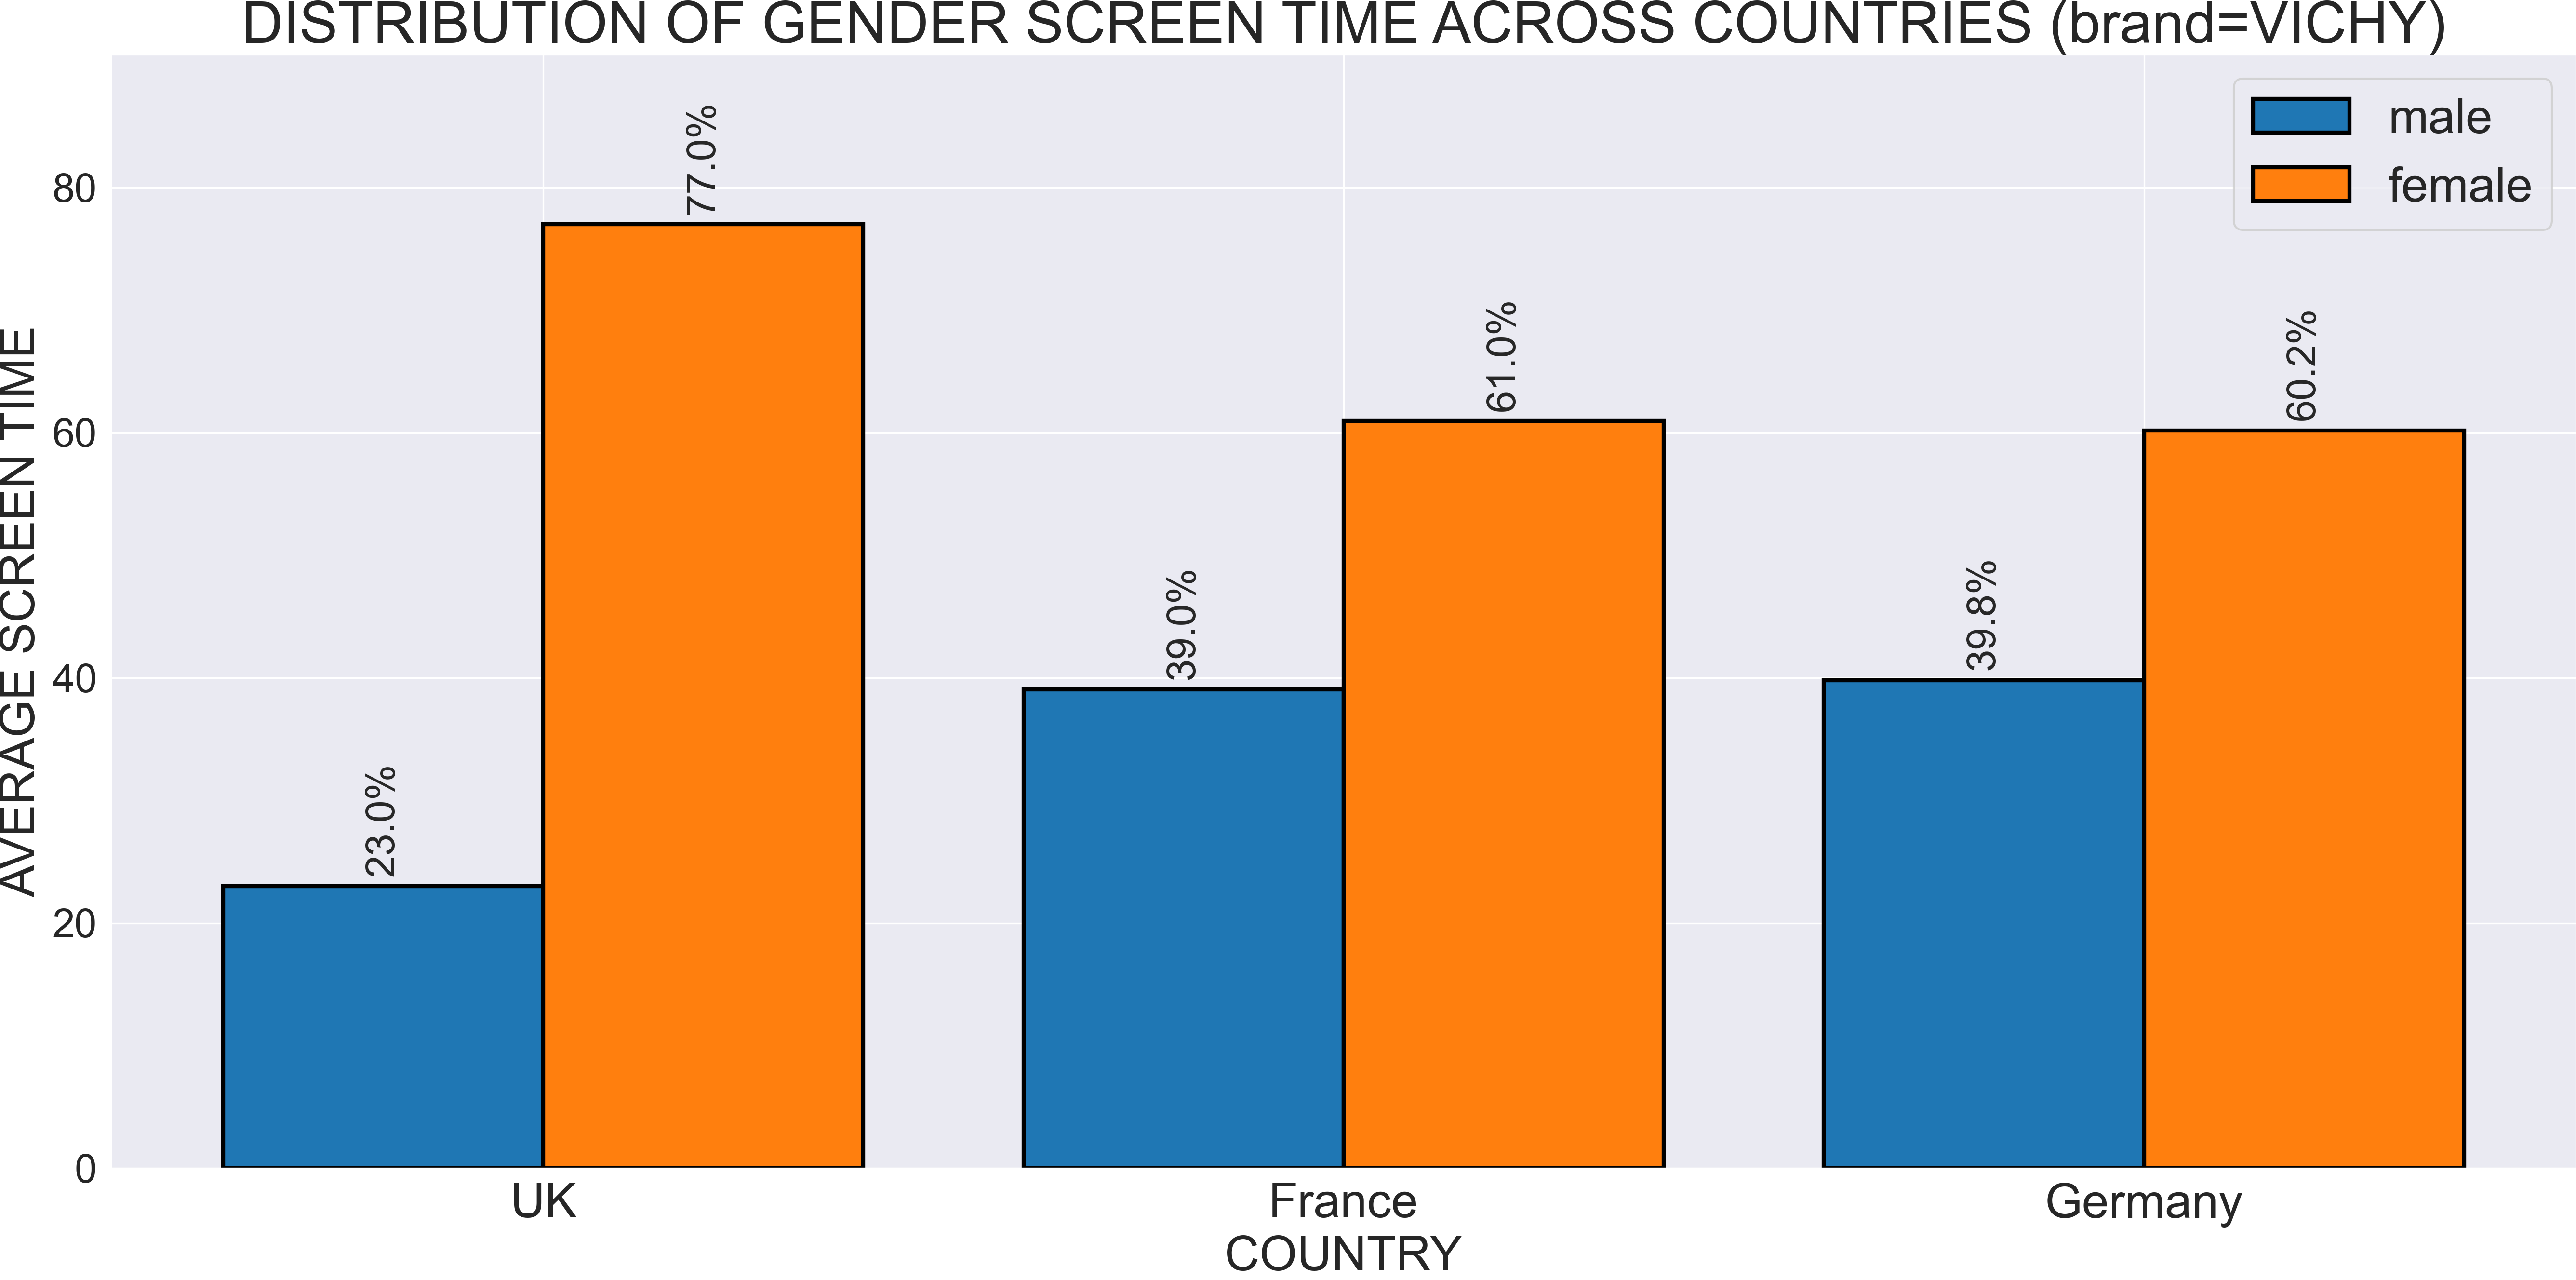 DISTRIBUTION OF GENDER SCREEN TIME ACROSS COUNTRIES (brand=VICHY)
male
female
AVERAGE SCREEN TIME
80
60
40
20
0
23.0%
77.0%
39.0%
61.0%
39.8%
60.2%
UK
France
Germany
COUNTRY